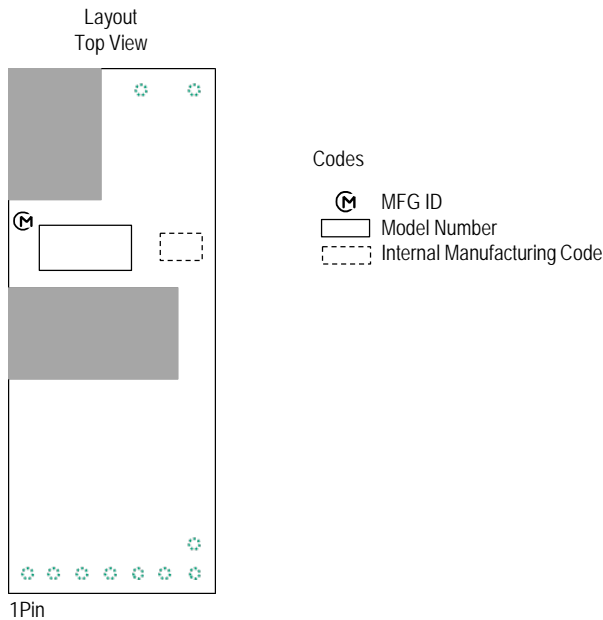 Layout
Top View
Codes
MFG ID
Model Number
Internal Manufacturing Code
1Pin